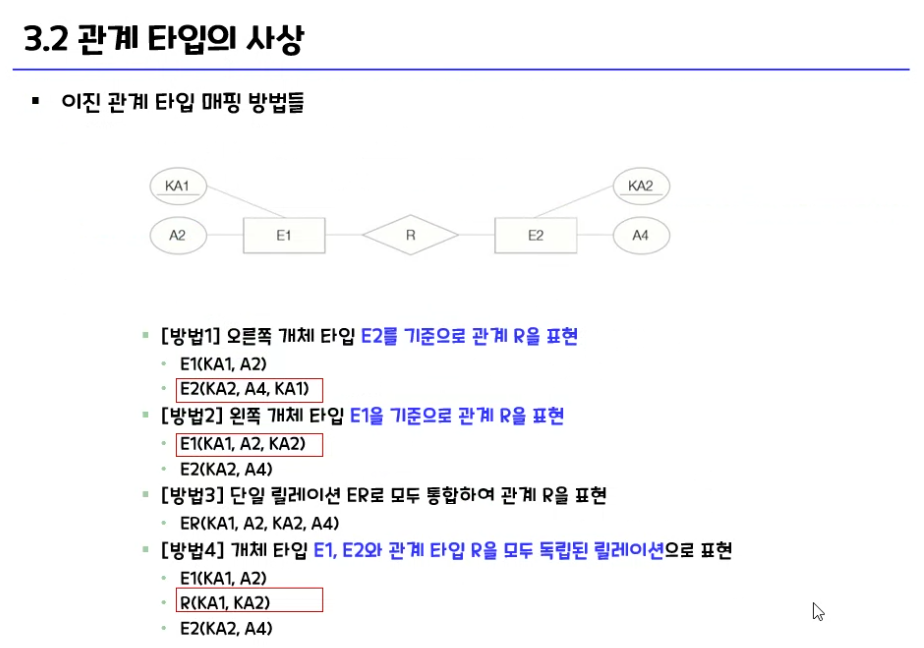 3.2 관계 타입의 사상
▪ 이진 관계 타입 매핑 방법들
KA1
KA2
A2
E1
R
E2
A4
▪ [방법1] 오른쪽 개체 타입 E2를 기준으로 관계 R을 표현
• E1(KA1, A2)
• E2(KA2, A4, KA1)
▪ [방법2] 왼쪽 개체 타입 E1을 기준으로 관계 R을 표현
• E1(KA1, A2, KA2)
• E2(KA2, A4)
▪ [방법3] 단일 릴레이션 ER로 모두 통합하여 관계 R을 표현
• ER(KA1, A2, KA2, A4)
▪ [방법4] 개체 타입 E1, E2와 관계 타입 R을 모두 독립된 릴레이션으로 표현
• E1(KA1, A2)
• R(KA1, KA2)
• E2(KA2, A4)